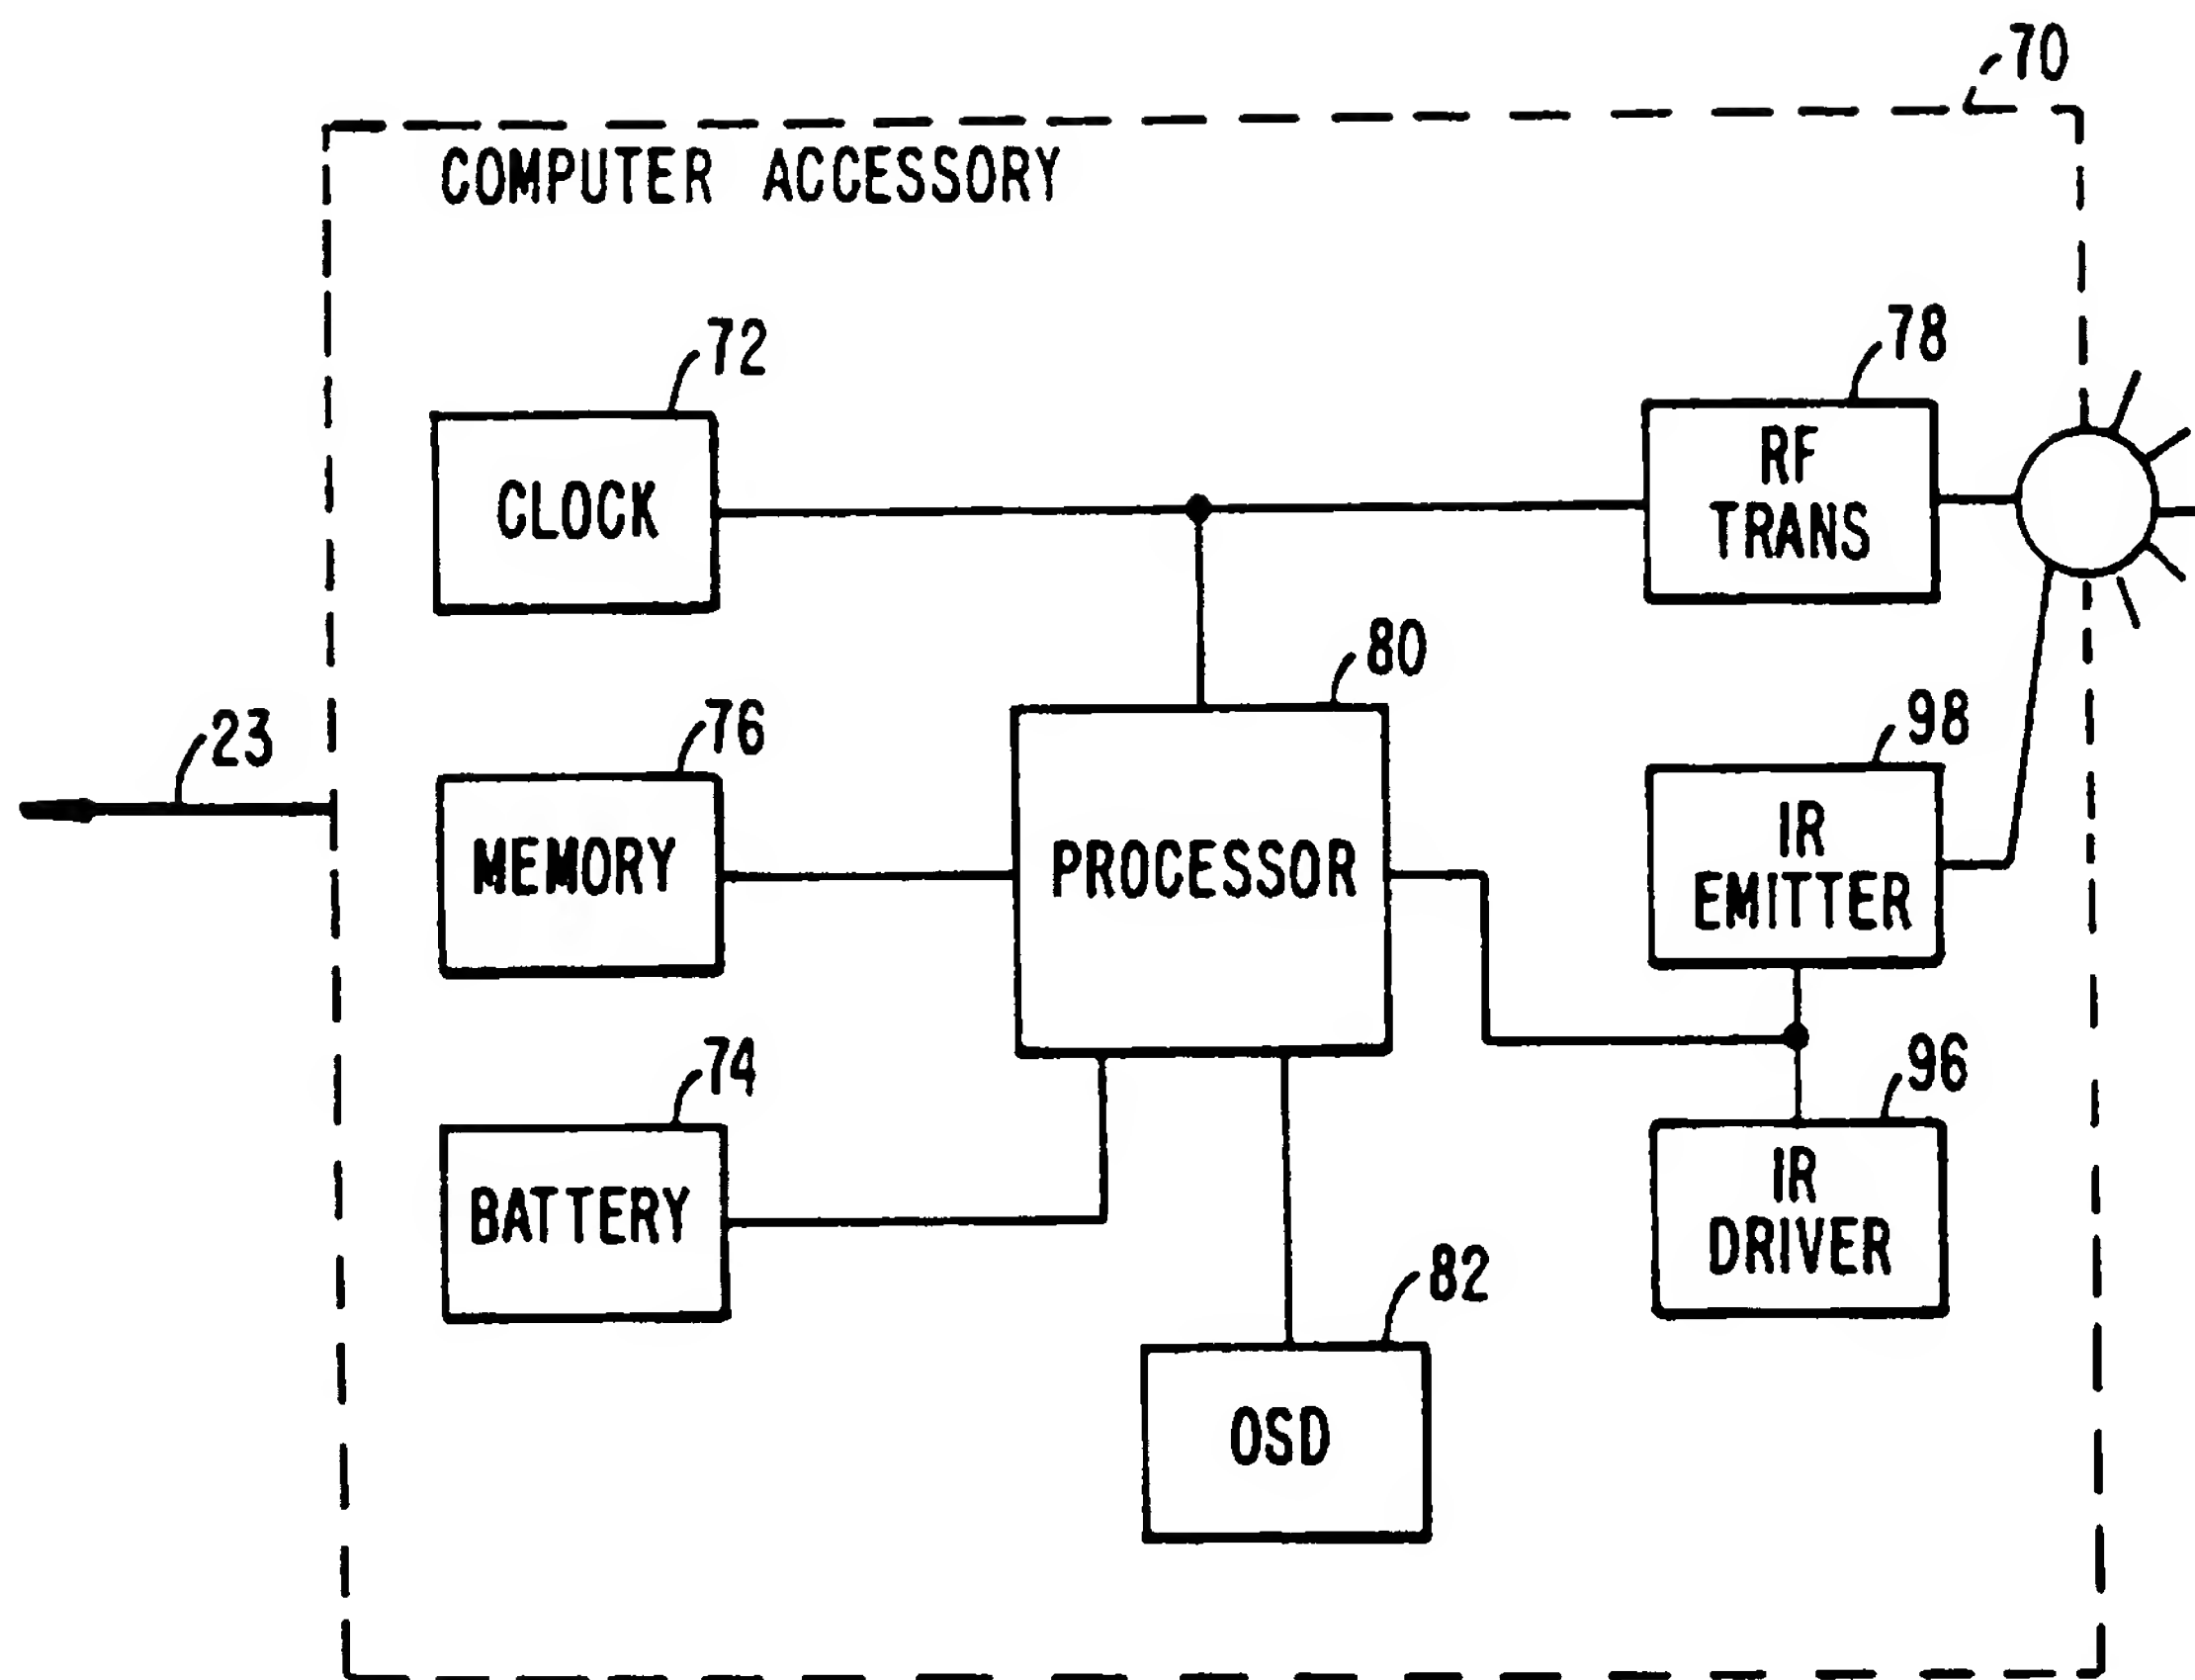 70
COMPUTER ACCESSORY
72
CLOCK
78
RF
TRANS
80
PROCESSOR
23
76
MEMORY
98
IR
EMITTER
74
BATTERY
96
IR
DRIVER
82
OSD